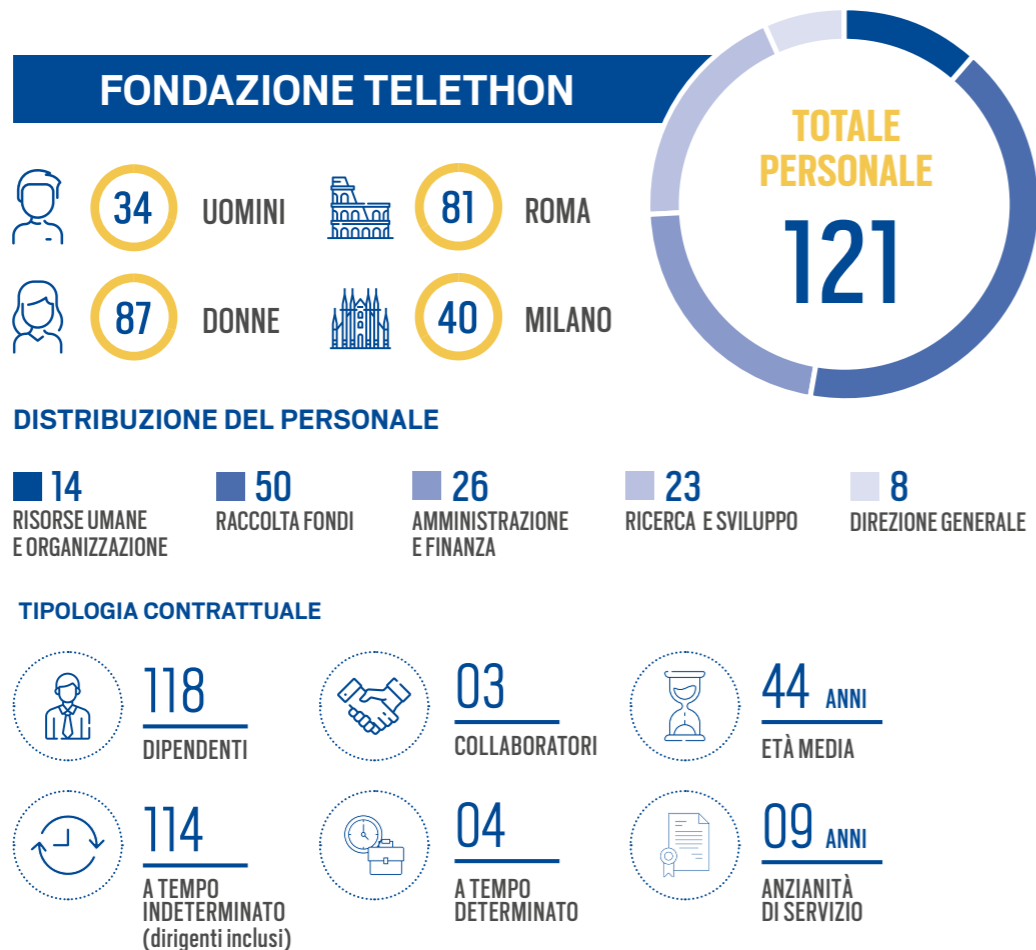 FONDAZIONE TELETHON
TOTALE
PERSONALE
121
34 UOMINI
81 ROMA
87 DONNE
40 MILANO
DISTRIBUZIONE DEL PERSONALE
14
RISORSE UMANE
E ORGANIZZAZIONE
50
RACCOLTA FONDI
26
AMMINISTRAZIONE
E FINANZA
23
RICERCA E SVILUPPO
8
DIREZIONE GENERALE
TIPOLOGIA CONTRATTUALE
118
DIPENDENTI
03
COLLABORATORI
44 ANNI
ETÀ MEDIA
114
A TEMPO
INDETERMINATO
(dirigenti inclusi)
04
A TEMPO
DETERMINATO
09 ANNI
ANZIANITÀ
DI SERVIZIO